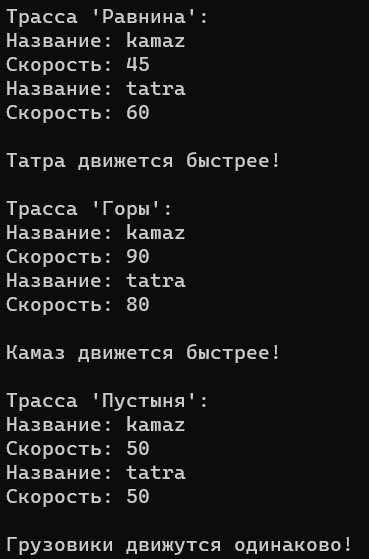 Трасса 'Равнина':
Название: kamaz
Скорость: 45
Название: tatra
Скорость: 60
Татра движется быстрее!
Трасса 'Горы':
Название: kamaz
Скорость: 90
Название: tatra
Скорость: 80
Камаз движется быстрее!
Трасса 'Пустыня':
Название: kamaz
Скорость: 50
Название: tatra
Скорость: 50
Грузовики движутся одинаково!